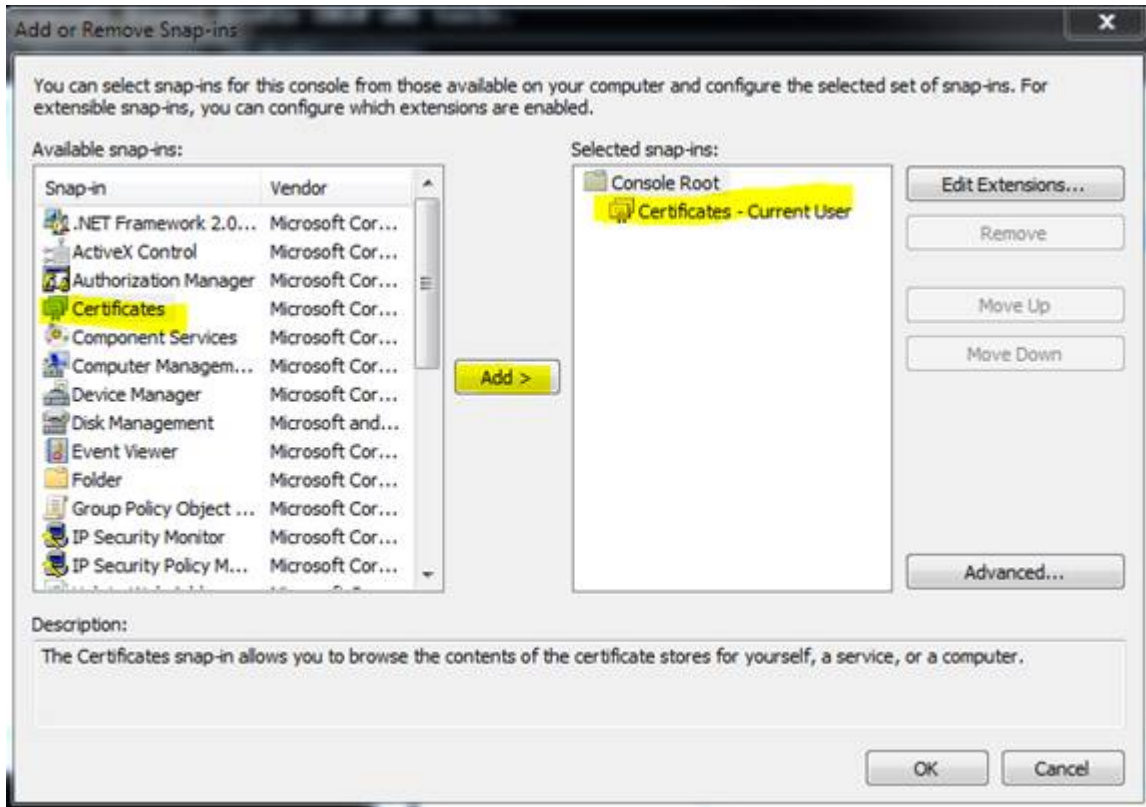 Add or Remove Snap-ins
You can select snap-ins for this console from those available on your computer and configure the selected set of snap-ins. For
extensible snap-ins, you can configure which extensions are enabled.
Available snap-ins:
Snap-in Vendor
.NET Framework 2.0... Microsoft Cor...
ActiveX Control Microsoft Cor...
Authorization Manager Microsoft Cor...
Certificates Microsoft Cor...
Component Services Microsoft Cor...
Computer Managem... Microsoft Cor...
Device Manager Microsoft Cor...
Disk Management Microsoft and...
Event Viewer Microsoft Cor...
Folder Microsoft Cor...
Group Policy Object ... Microsoft Cor...
IP Security Monitor Microsoft Cor...
IP Security Policy M... Microsoft Cor...
Add >
Selected snap-ins:
Console Root
Certificates - Current User
Edit Extensions...
Remove
Move Up
Move Down
Advanced...
Description:
The Certificates snap-in allows you to browse the contents of the certificate stores for yourself, a service, or a computer.
OK Cancel